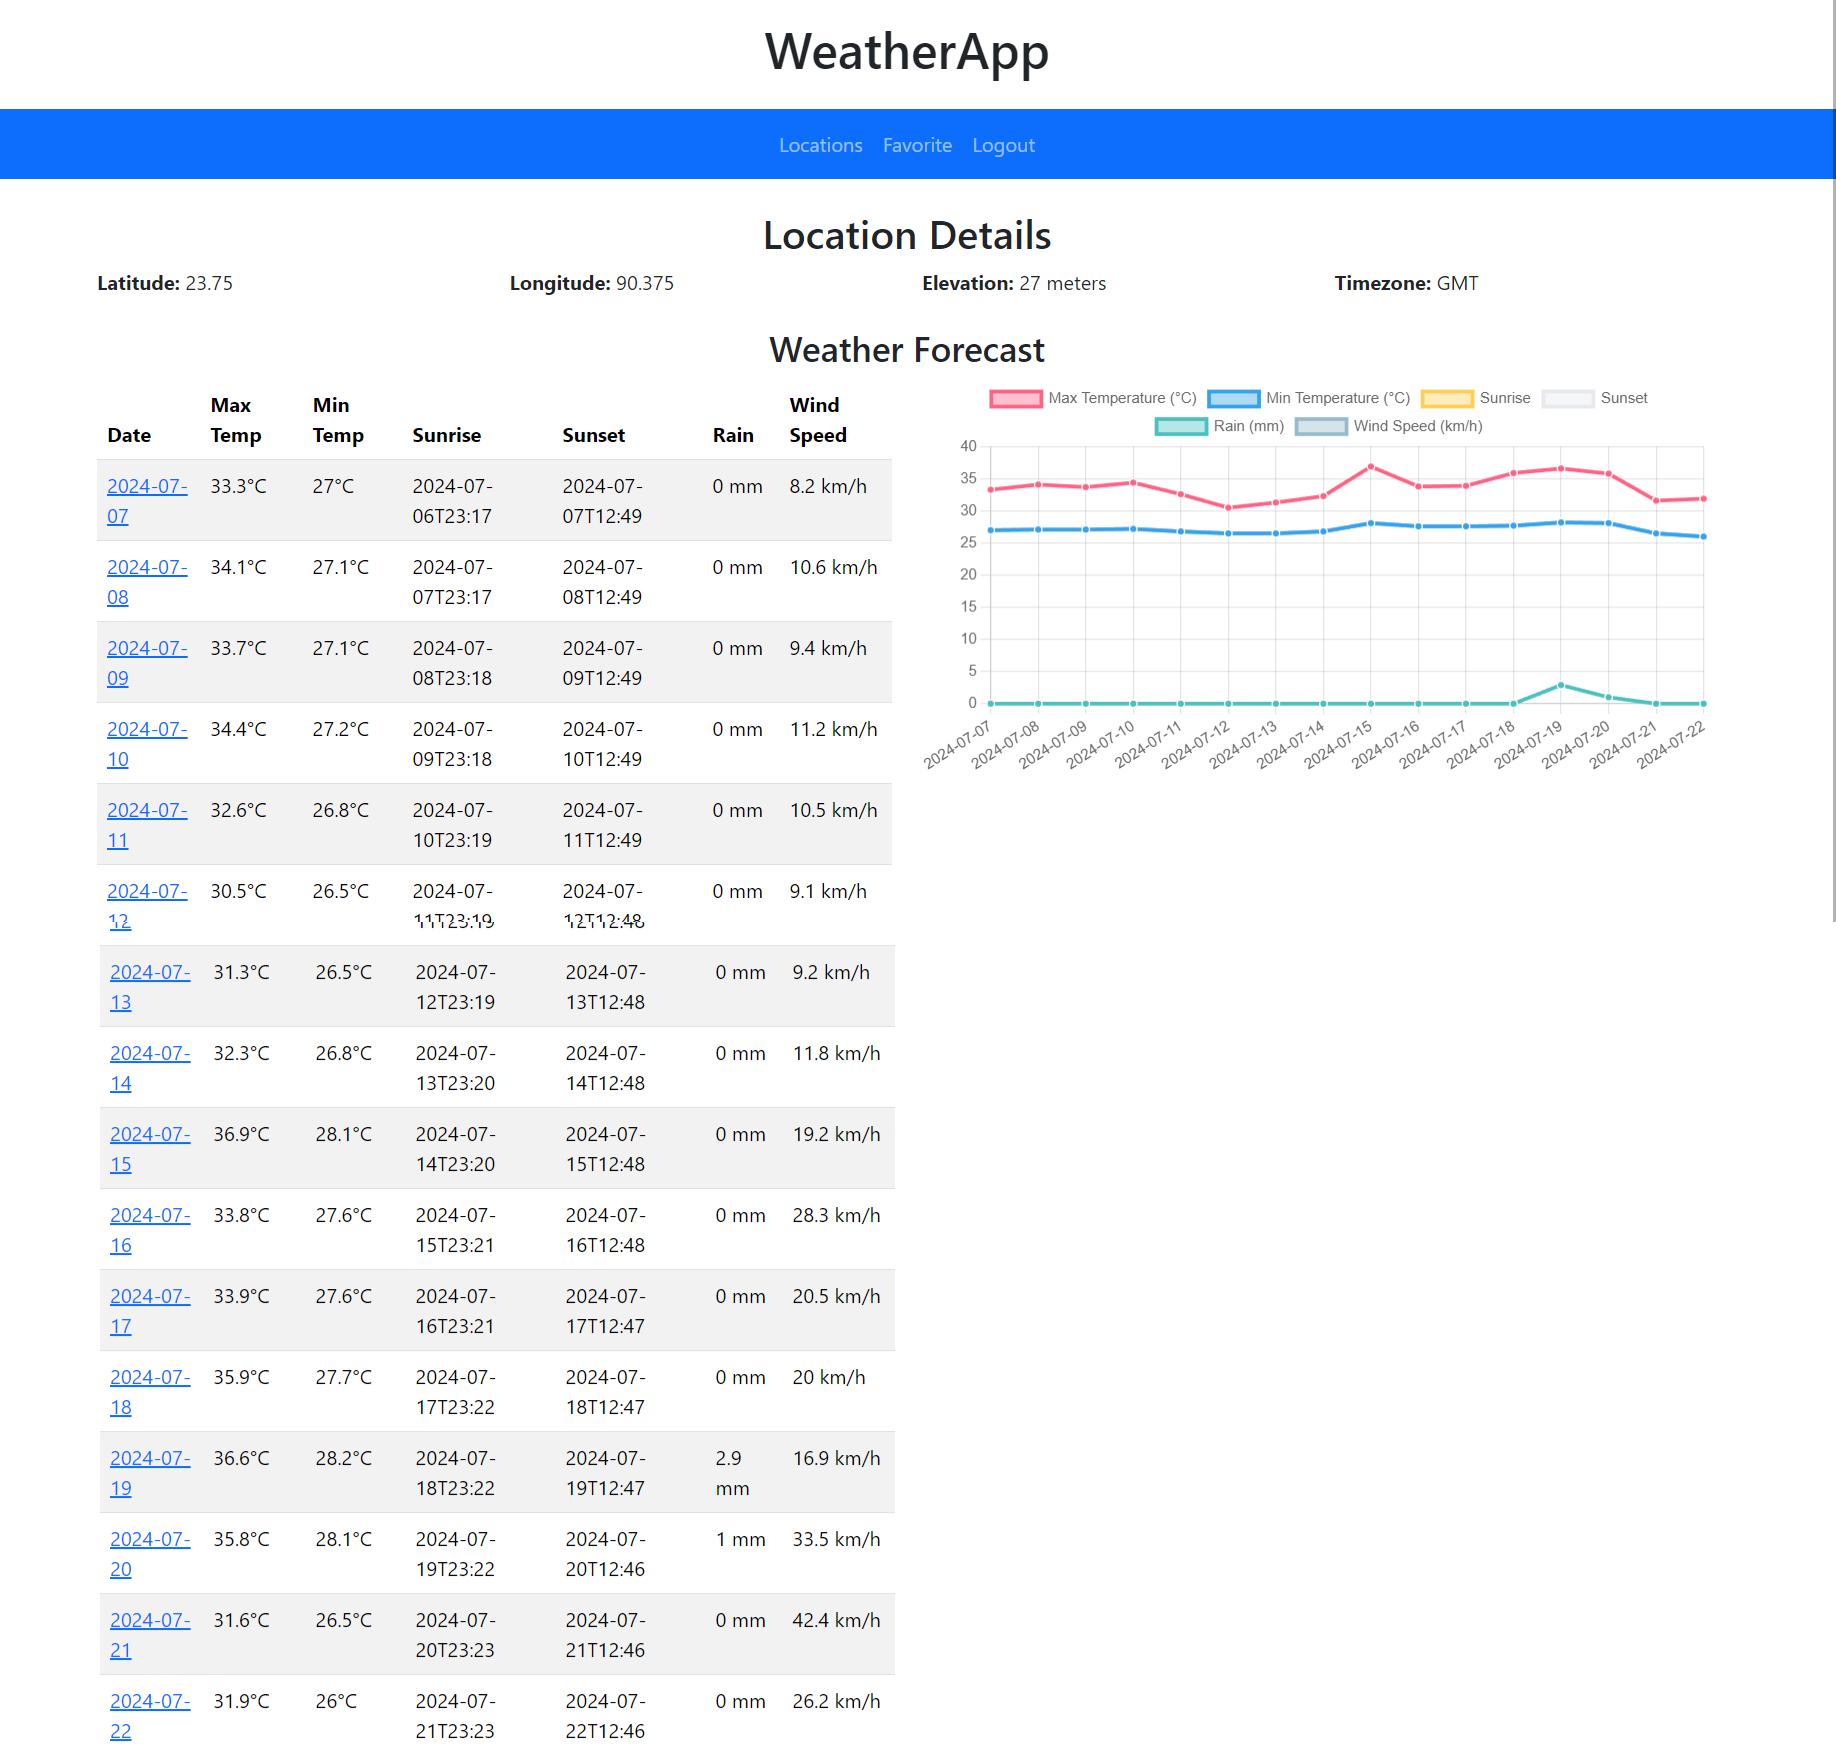 WeatherApp
Locations Favorite Logout
Location Details
Latitude: 23.75 Longitude: 90.375 Elevation: 27 meters Timezone: GMT
Weather Forecast
Date Max Temp Min Temp Sunrise Sunset Rain Wind Speed
2024-07-07 33.3°C 27°C 2024-07-06T23:17 2024-07-07T12:49 0 mm 8.2 km/h
2024-07-08 34.1°C 27.1°C 2024-07-07T23:17 2024-07-08T12:49 0 mm 10.6 km/h
2024-07-09 33.7°C 27.1°C 2024-07-08T23:18 2024-07-09T12:49 0 mm 9.4 km/h
2024-07-10 34.4°C 27.2°C 2024-07-09T23:18 2024-07-10T12:49 0 mm 11.2 km/h
2024-07-11 32.6°C 26.8°C 2024-07-10T23:19 2024-07-11T12:49 0 mm 10.5 km/h
2024-07-12 30.5°C 26.5°C 2024-07-11T23:19 2024-07-12T12:48 0 mm 9.1 km/h
2024-07-13 31.3°C 26.5°C 2024-07-12T23:19 2024-07-13T12:48 0 mm 9.2 km/h
2024-07-14 32.3°C 26.8°C 2024-07-13T23:20 2024-07-14T12:48 0 mm 11.8 km/h
2024-07-15 36.9°C 28.1°C 2024-07-14T23:20 2024-07-15T12:48 0 mm 19.2 km/h
2024-07-16 33.8°C 27.6°C 2024-07-15T23:21 2024-07-16T12:48 0 mm 28.3 km/h
2024-07-17 33.9°C 27.6°C 2024-07-16T23:21 2024-07-17T12:47 0 mm 20.5 km/h
2024-07-18 35.9°C 27.7°C 2024-07-17T23:22 2024-07-18T12:47 0 mm 20 km/h
2024-07-19 36.6°C 28.2°C 2024-07-18T23:22 2024-07-19T12:47 2.9 mm 16.9 km/h
2024-07-20 35.8°C 28.1°C 2024-07-19T23:22 2024-07-20T12:46 1 mm 33.5 km/h
2024-07-21 31.6°C 26.5°C 2024-07-20T23:23 2024-07-21T12:46 0 mm 42.4 km/h
2024-07-22 31.9°C 26°C 2024-07-21T23:23 2024-07-22T12:46 0 mm 26.2 km/h
Max Temperature (°C) Min Temperature (°C) Sunrise Sunset
Rain (mm) Wind Speed (km/h)
40
35
30
25
20
15
10
5
0
2024-07-07 2024-07-08 2024-07-09 2024-07-10 2024-07-11 2024-07-12 2024-07-13 2024-07-14 2024-07-15 2024-07-16 2024-07-17 2024-07-18 2024-07-19 2024-07-20 2024-07-21 2024-07-22